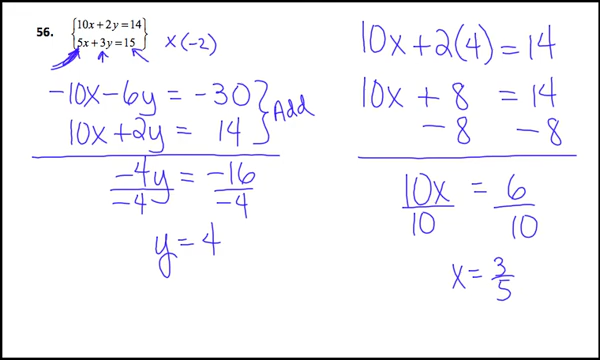 56. {10x + 2y = 14
5x + 3y = 15} x (-2)
-10x - 6y = -30 } Add
10x + 2y = 14
-4y = -16
-4 -4
y = 4
10x + 2(4) = 14
10x + 8 = 14
-8 -8
10x = 6
10 10
x = 3/5